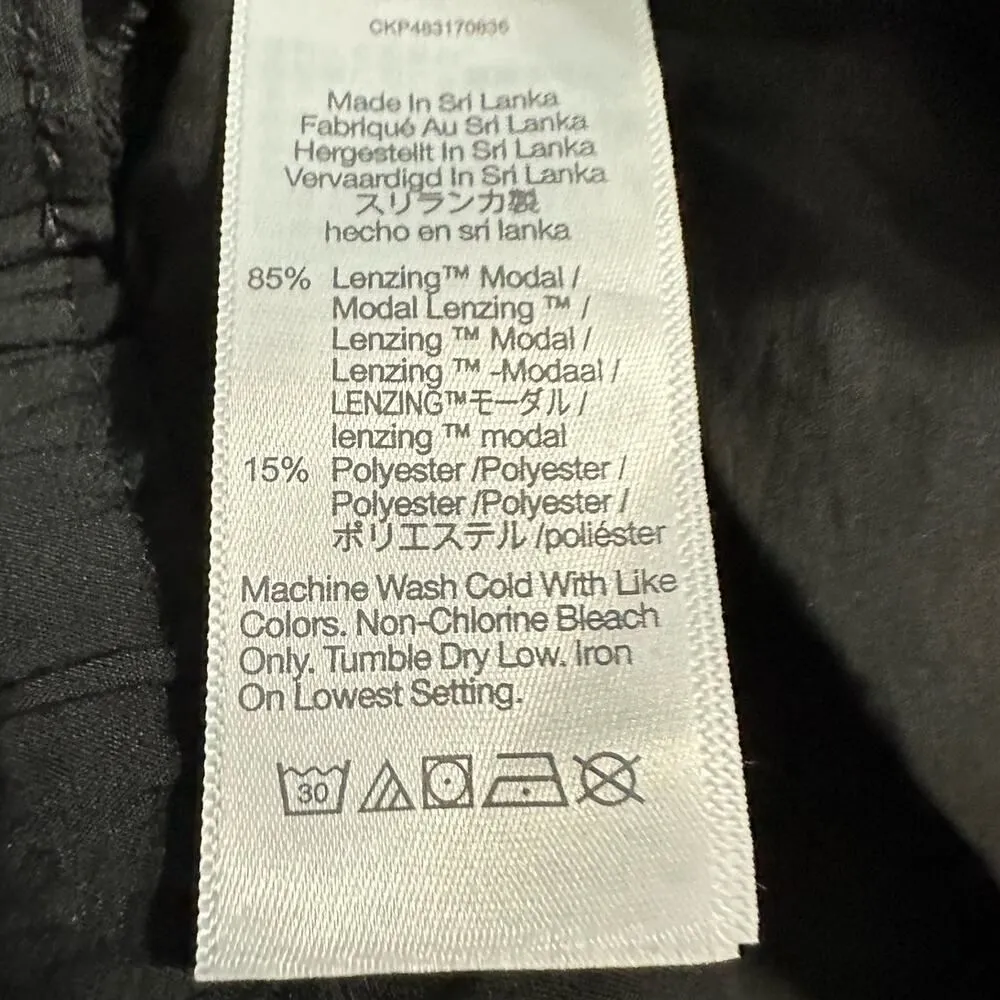 CKP483170636
Made In Sri Lanka
Fabriqué Au Sri Lanka
Hergestellt In Sri Lanka
Vervaardigd In Sri Lanka
スリランカ製
hecho en sri lanka
85% Lenzing™ Modal /
Modal Lenzing ™ /
Lenzing ™ Modal /
Lenzing ™ -Modaal /
LENZING™モーダル /
lenzing ™ modal
15% Polyester /Polyester /
Polyester /Polyester /
ポリエステル /poliéster
Machine Wash Cold With Like
Colors. Non-Chlorine Bleach
Only. Tumble Dry Low. Iron
On Lowest Setting.
30